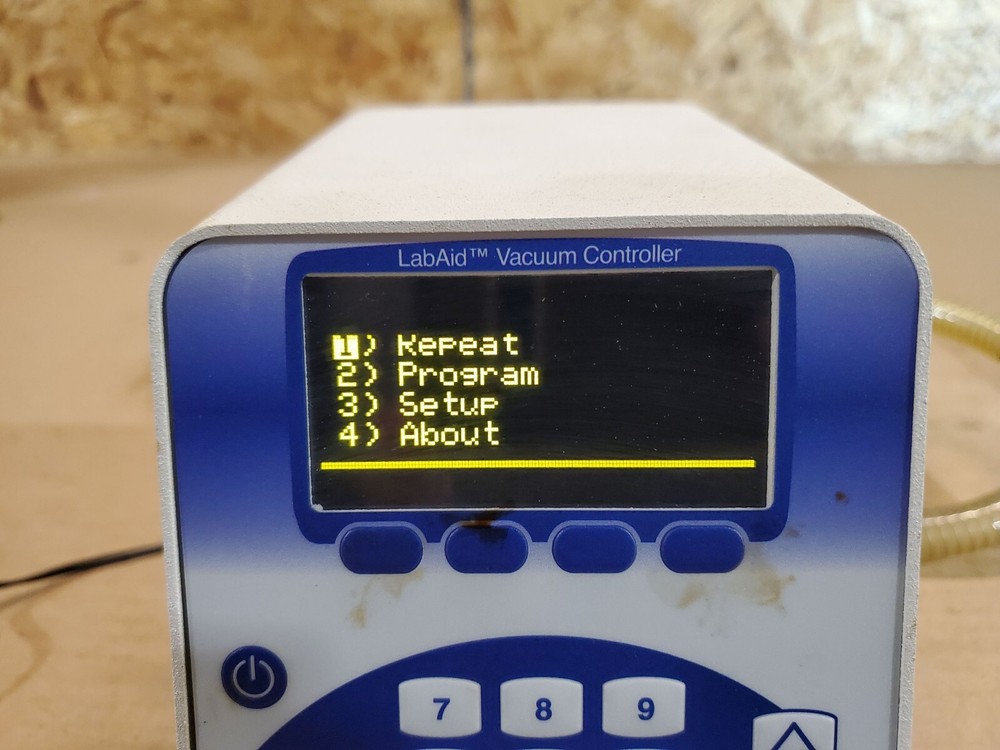 LabAid™ Vacuum Controller
1) Repeat
2) Program
3) Setup
4) About
7 8 9